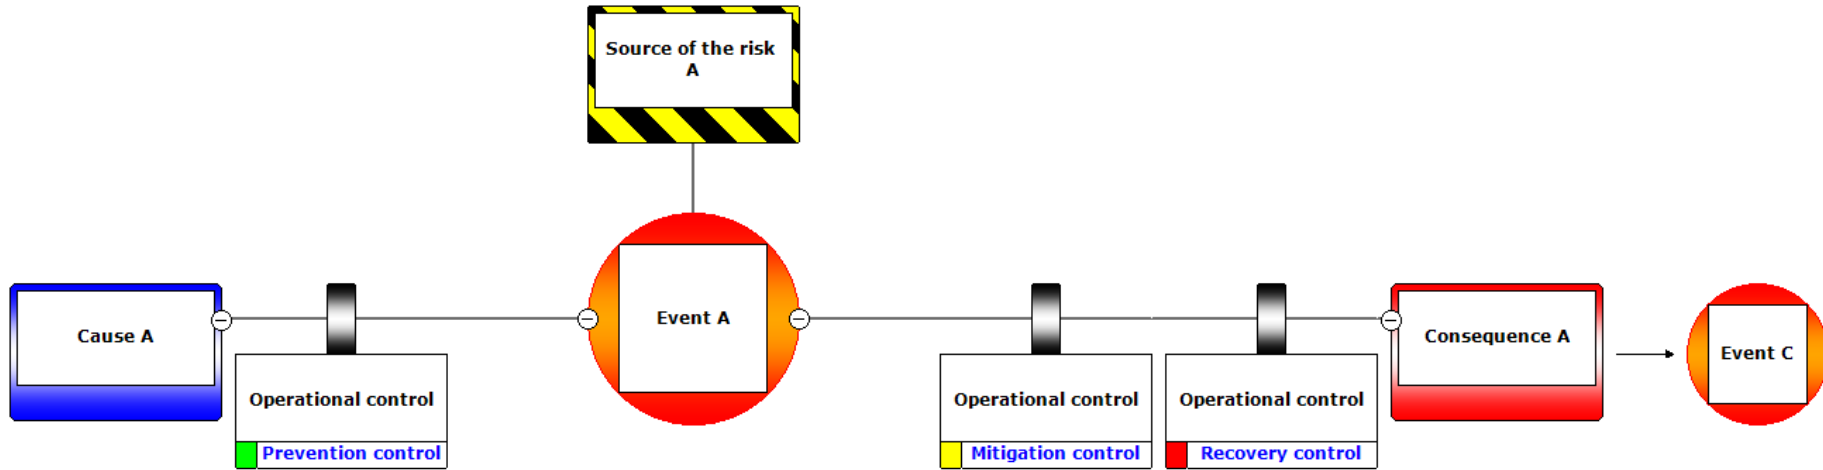 Source of the risk
A
Cause A
Event A
Consequence A
Event C
Operational control
Prevention control
Operational control
Mitigation control
Operational control
Recovery control